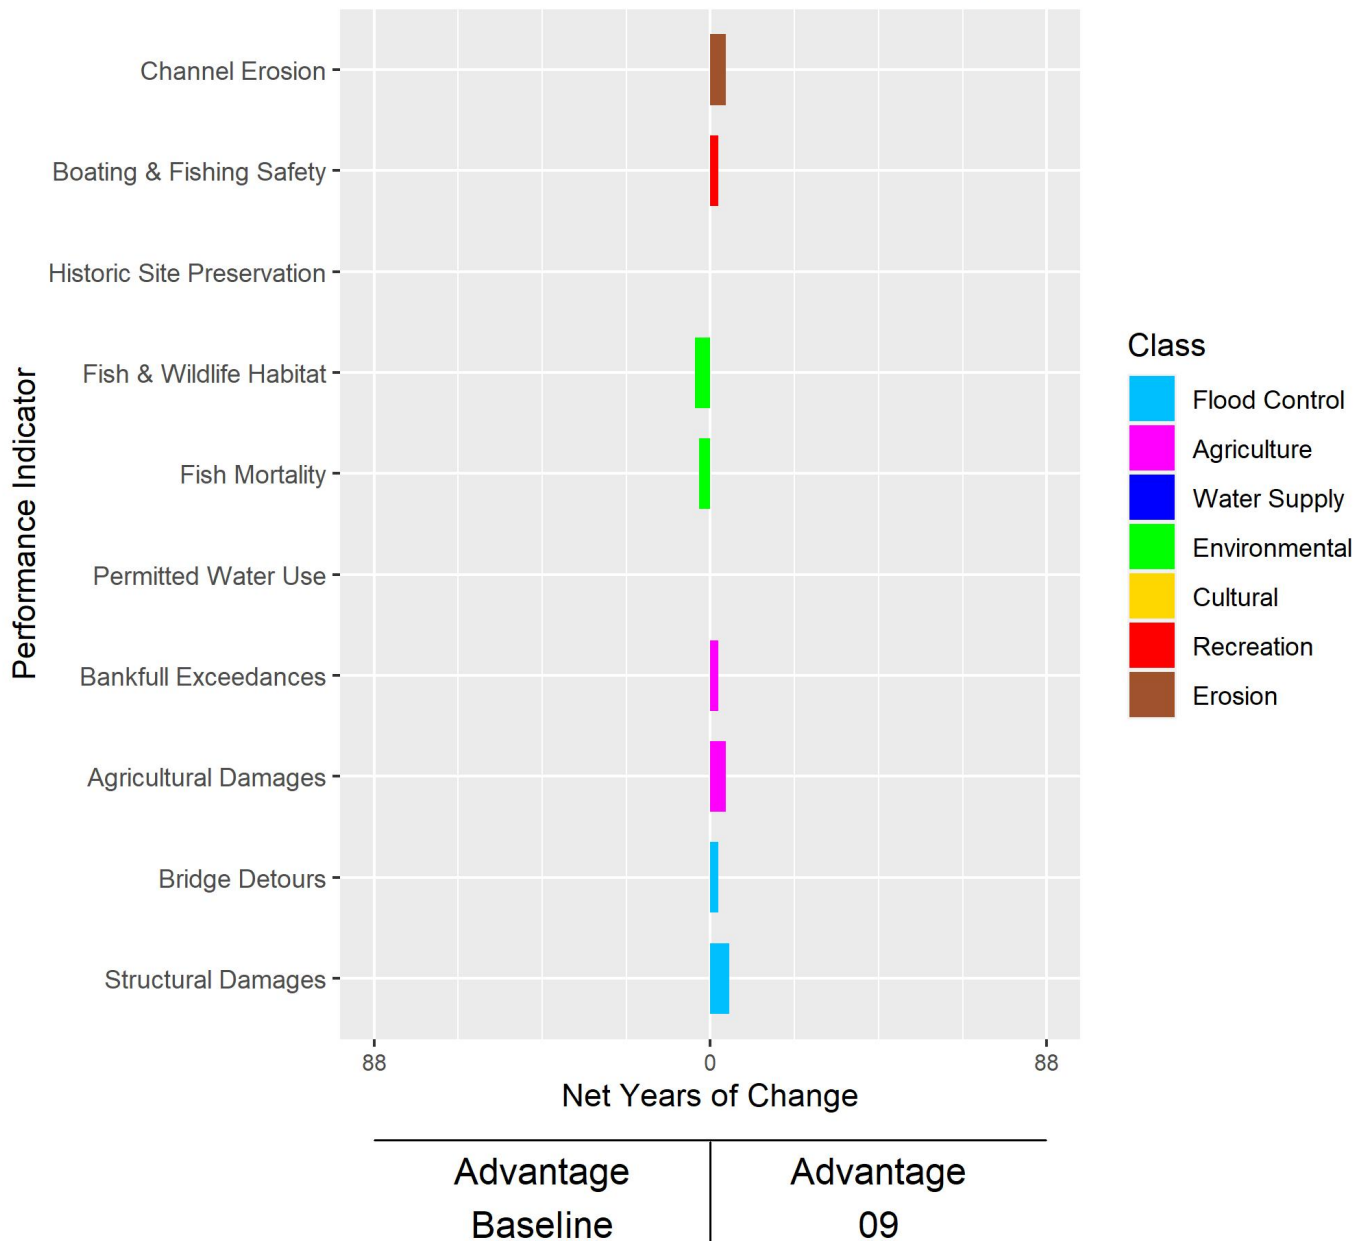 Channel Erosion
Boating & Fishing Safety
Historic Site Preservation
Fish & Wildlife Habitat
Fish Mortality
Permitted Water Use
Bankfull Exceedances
Agricultural Damages
Bridge Detours
Structural Damages
Performance Indicator
88 0 88
Net Years of Change
Advantage Advantage
Baseline 09
Class
Flood Control
Agriculture
Water Supply
Environmental
Cultural
Recreation
Erosion